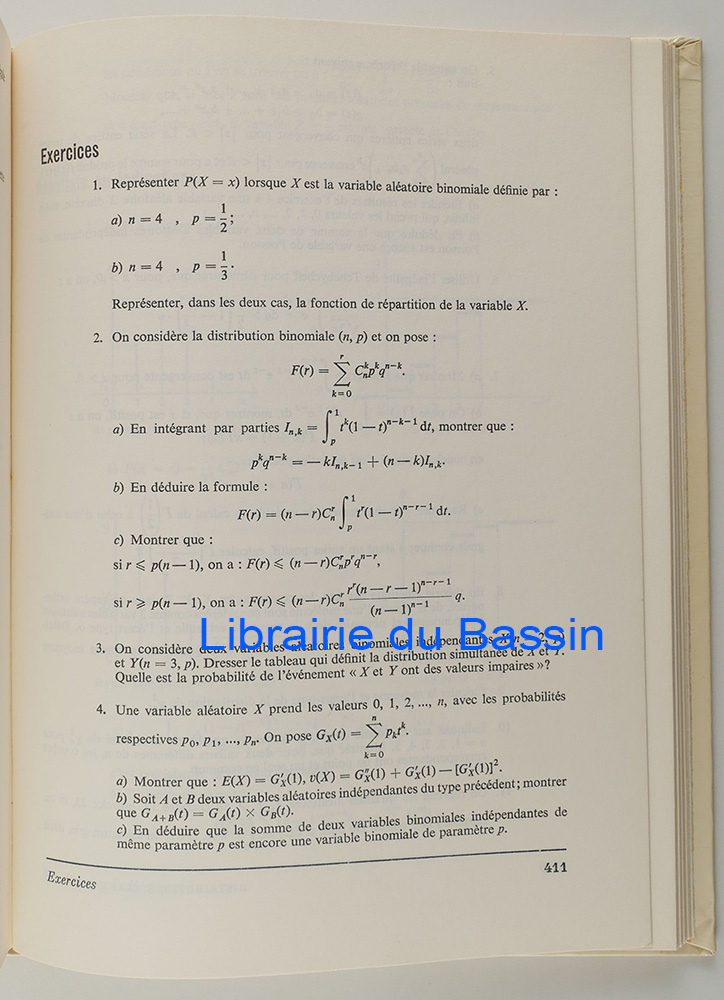 Exercices
1. Représenter P(X = x) lorsque X est la variable aléatoire binomiale définie par :
a) n = 4 , p = 1/2;
b) n = 4 , p = 1/3.
Représenter, dans les deux cas, la fonction de répartition de la variable X.
2. On considère la distribution binomiale (n, p) et on pose :
F(r) = ∑_{k=0}^{r} C_n^k p^k q^{n−k}.
a) En intégrant par parties I_{n,k} = ∫_p^1 t^k(1 − t)^{n−k−1} dt, montrer que :
p^k q^{n−k} = − kI_{n,k−1} + (n − k)I_{n,k}.
b) En déduire la formule :
F(r) = (n − r)C_n^r ∫_p^1 t^r(1 − t)^{n−r−1} dt.
c) Montrer que :
si r ⩽ p(n − 1), on a : F(r) ⩽ (n − r)C_n^r p^r q^{n−r},
si r ⩾ p(n − 1), on a : F(r) ⩽ (n − r)C_n^r r^r(n − r − 1)^{n−r−1}/(n − 1)^{n−1} q.
Librairie du Bassin
3. On considère deux variables aléatoires binomiales indépendantes X(n = 2, p)
et Y(n = 3, p). Dresser le tableau qui définit la distribution simultanée de X et Y.
Quelle est la probabilité de l'événement « X et Y ont des valeurs impaires »?
4. Une variable aléatoire X prend les valeurs 0, 1, 2, ..., n, avec les probabilités
respectives p_0, p_1, ..., p_n. On pose G_X(t) = ∑_{k=0}^{n} p_k t^k.
a) Montrer que : E(X) = G'_X(1), v(X) = G''_X(1) + G'_X(1) − [G'_X(1)]^2.
b) Soit A et B deux variables aléatoires indépendantes du type précédent; montrer
que G_{A+B}(t) = G_A(t) × G_B(t).
c) En déduire que la somme de deux variables binomiales indépendantes de
même paramètre p est encore une variable binomiale de paramètre p.
Exercices
411